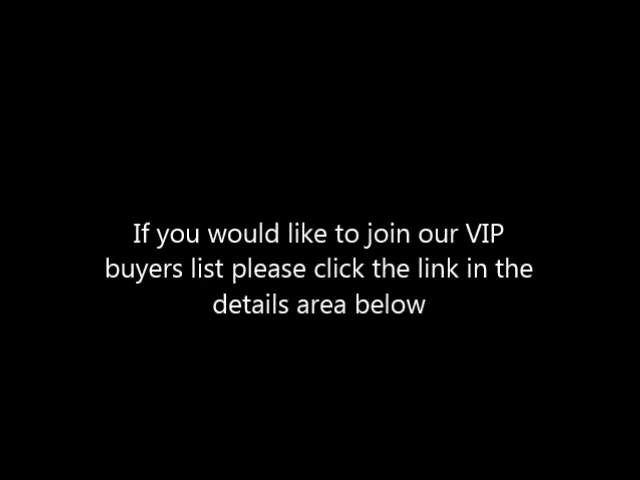 If you would like to join our VIP
buyers list please click the link in the
details area below